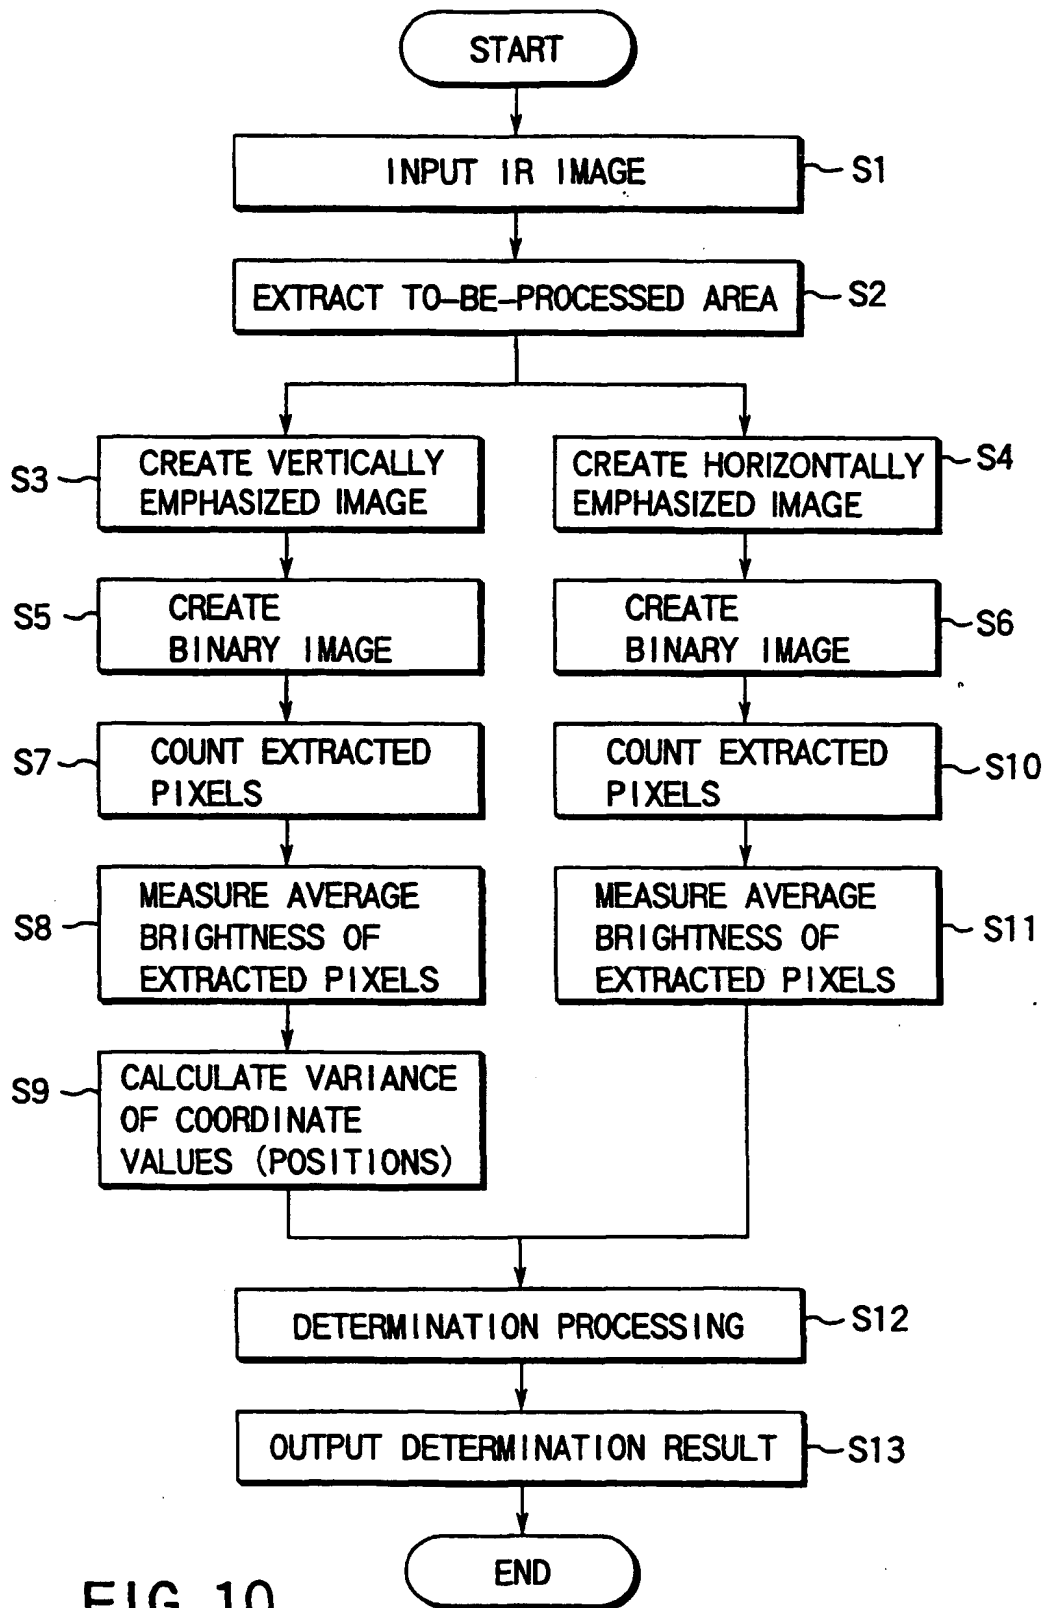 START
INPUT IR IMAGE
S1
EXTRACT TO-BE-PROCESSED AREA
S2
S3
CREATE VERTICALLY
EMPHASIZED IMAGE
CREATE HORIZONTALLY
EMPHASIZED IMAGE
S4
S5
CREATE
BINARY IMAGE
CREATE
BINARY IMAGE
S6
S7
COUNT EXTRACTED
PIXELS
COUNT EXTRACTED
PIXELS
S10
S8
MEASURE AVERAGE
BRIGHTNESS OF
EXTRACTED PIXELS
MEASURE AVERAGE
BRIGHTNESS OF
EXTRACTED PIXELS
S11
S9
CALCULATE VARIANCE
OF COORDINATE
VALUES (POSITIONS)
DETERMINATION PROCESSING
S12
OUTPUT DETERMINATION RESULT
S13
END
FIG. 10